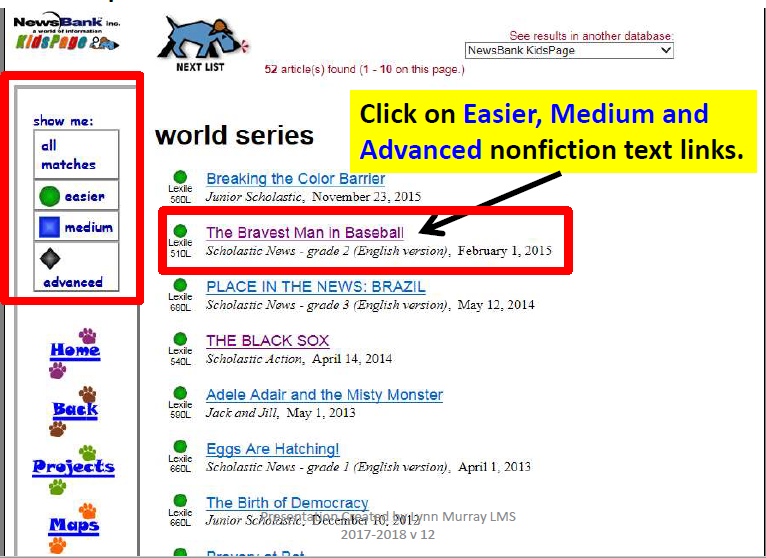 NewsBank inc.
a world of information
KidsPage
NEXT LIST
52 article(s) found (1 - 10 on this page.)
See results in another database:
NewsBank KidsPage
Click on Easier, Medium and
Advanced nonfiction text links.
show me:
all
matches
easier
medium
advanced
Home
Back
Projects
Maps
world series
Lexile
580L
Breaking the Color Barrier
Junior Scholastic, November 23, 2015
Lexile
510L
The Bravest Man in Baseball
Scholastic News - grade 2 (English version), February 1, 2015
Lexile
680L
PLACE IN THE NEWS: BRAZIL
Scholastic News - grade 3 (English version), May 12, 2014
Lexile
540L
THE BLACK SOX
Scholastic Action, April 14, 2014
Lexile
590L
Adele Adair and the Misty Monster
Jack and Jill, May 1, 2013
Lexile
660L
Eggs Are Hatching!
Scholastic News - grade 1 (English version), April 1, 2013
Lexile
660L
The Birth of Democracy
Junior Scholastic, December 10, 2012
Presentation Created by Lynn Murray LMS
2017-2018 v 12